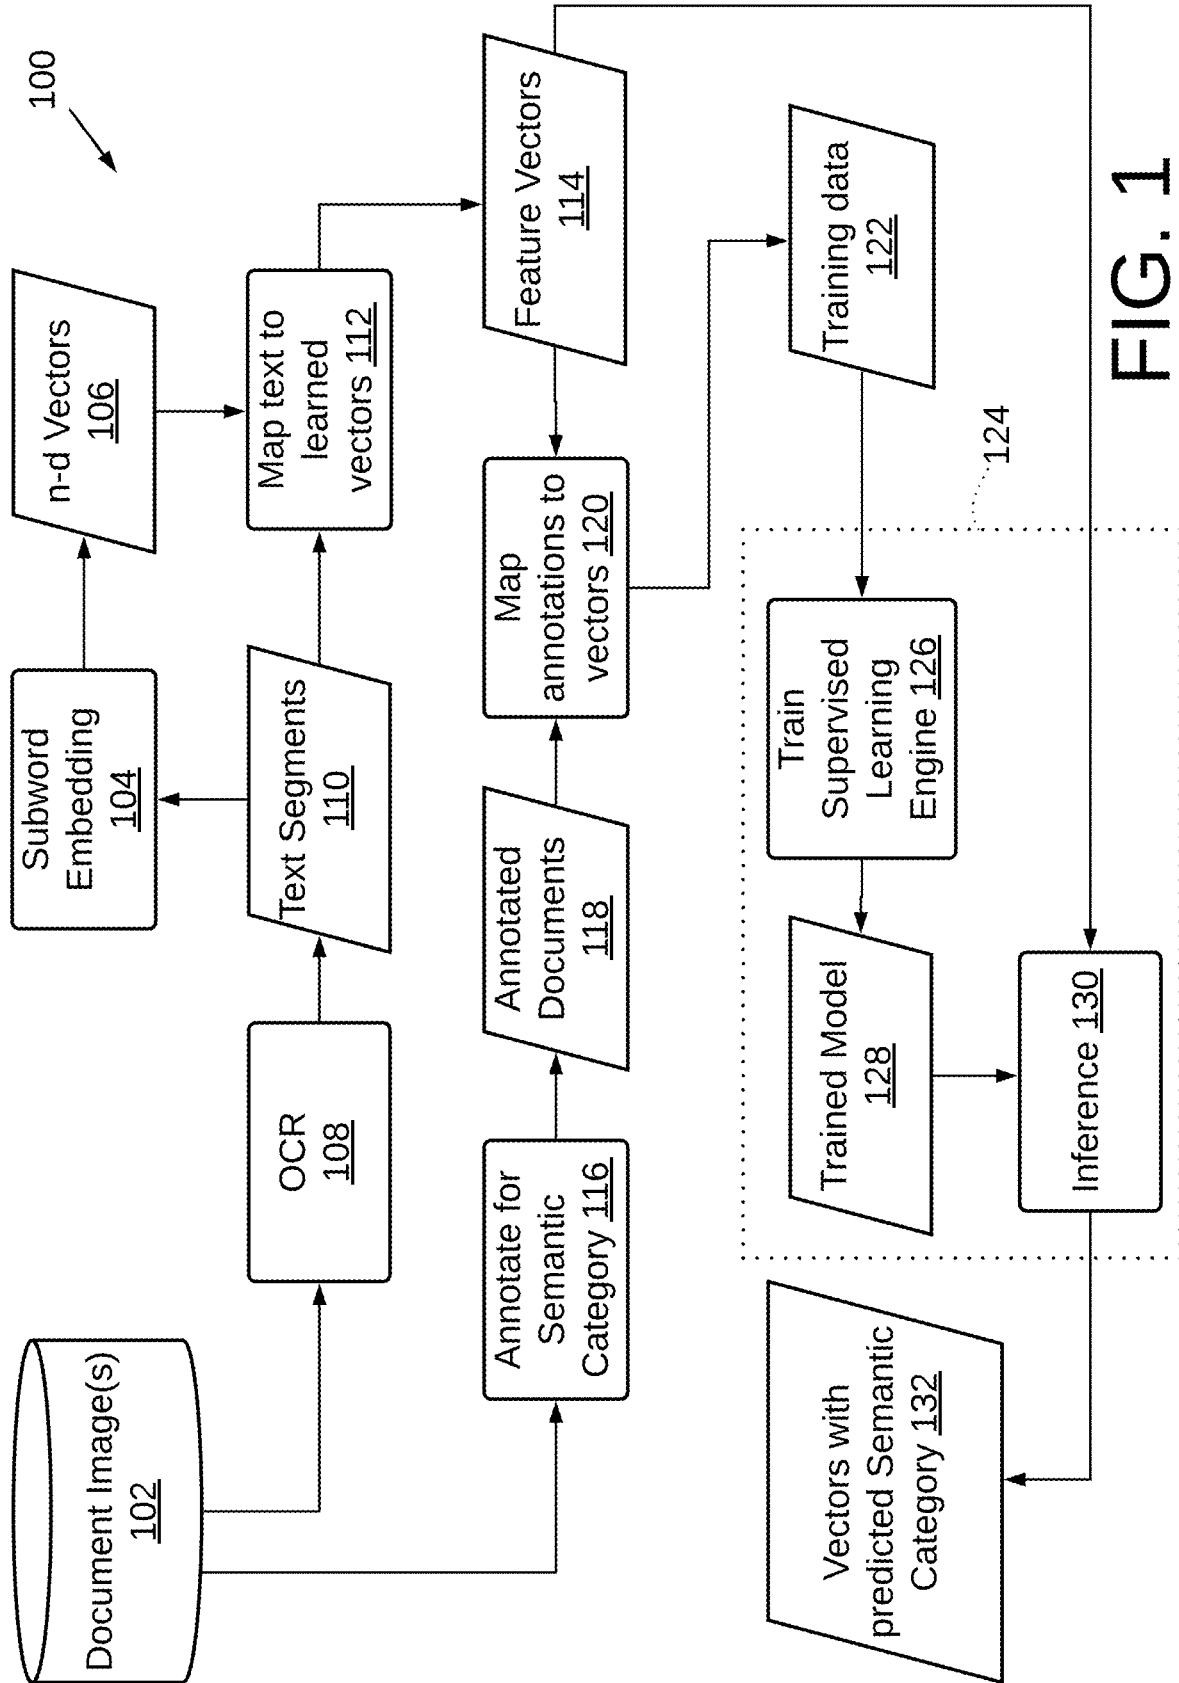 100
Document Image(s)
102
Subword
Embedding
104
n-d Vectors
106
OCR
108
Text Segments
110
Map text to
learned
vectors 112
Annotate for
Semantic
Category 116
Annotated
Documents
118
Map
annotations to
vectors 120
Feature Vectors
114
Vectors with
predicted Semantic
Category 132
Trained Model
128
Train
Supervised
Learning
Engine 126
Training data
122
124
Inference 130
FIG. 1